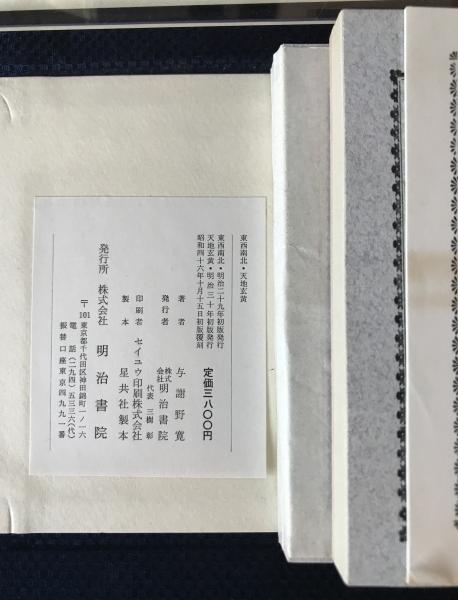 東西南北・天地玄黄
東西南北・明治二十九年初版発行
天地玄黄・明治三十年初版発行
昭和四十六年十月十五日初版覆刻
定価三八〇〇円
著者 与謝野寛
発行者 株式会社 明治書院
代表 三樹彰
印刷者 セイユウ印刷株式会社
製本 星共社製本
発行所 株式会社 明治書院
〒101 東京都千代田区神田錦町一ノ一六
電話(二九四)五三三六(代)
振替口座東京四九九一番